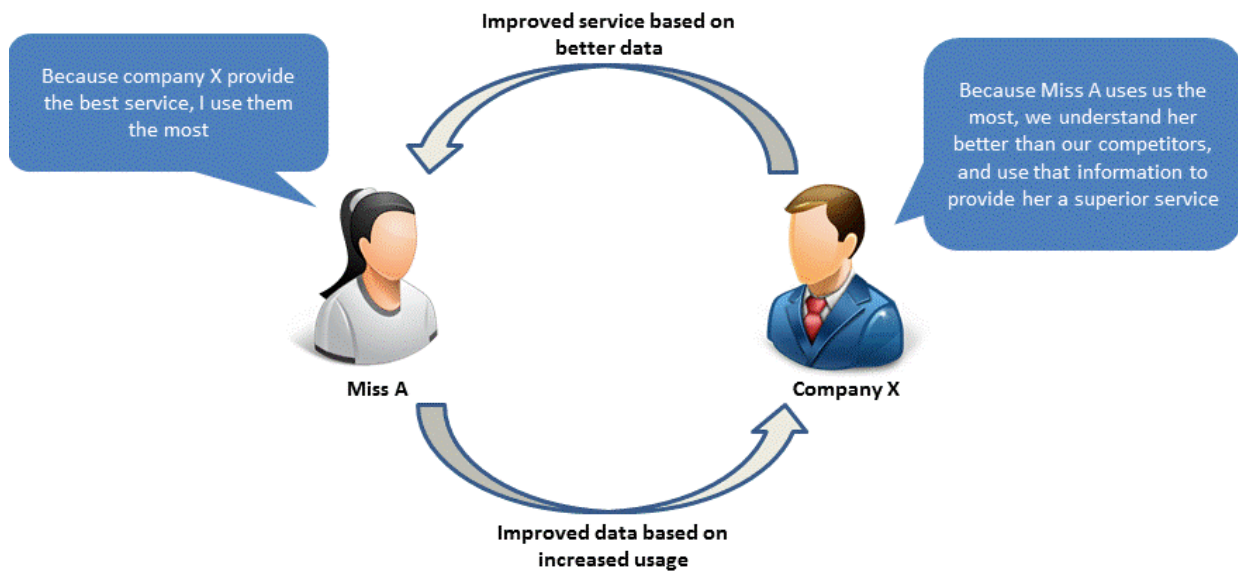 Improved service based on
better data
Because company X provide
the best service, I use them
the most
Because Miss A uses us the
most, we understand her
better than our competitors,
and use that information to
provide her a superior service
Miss A
Company X
Improved data based on
increased usage